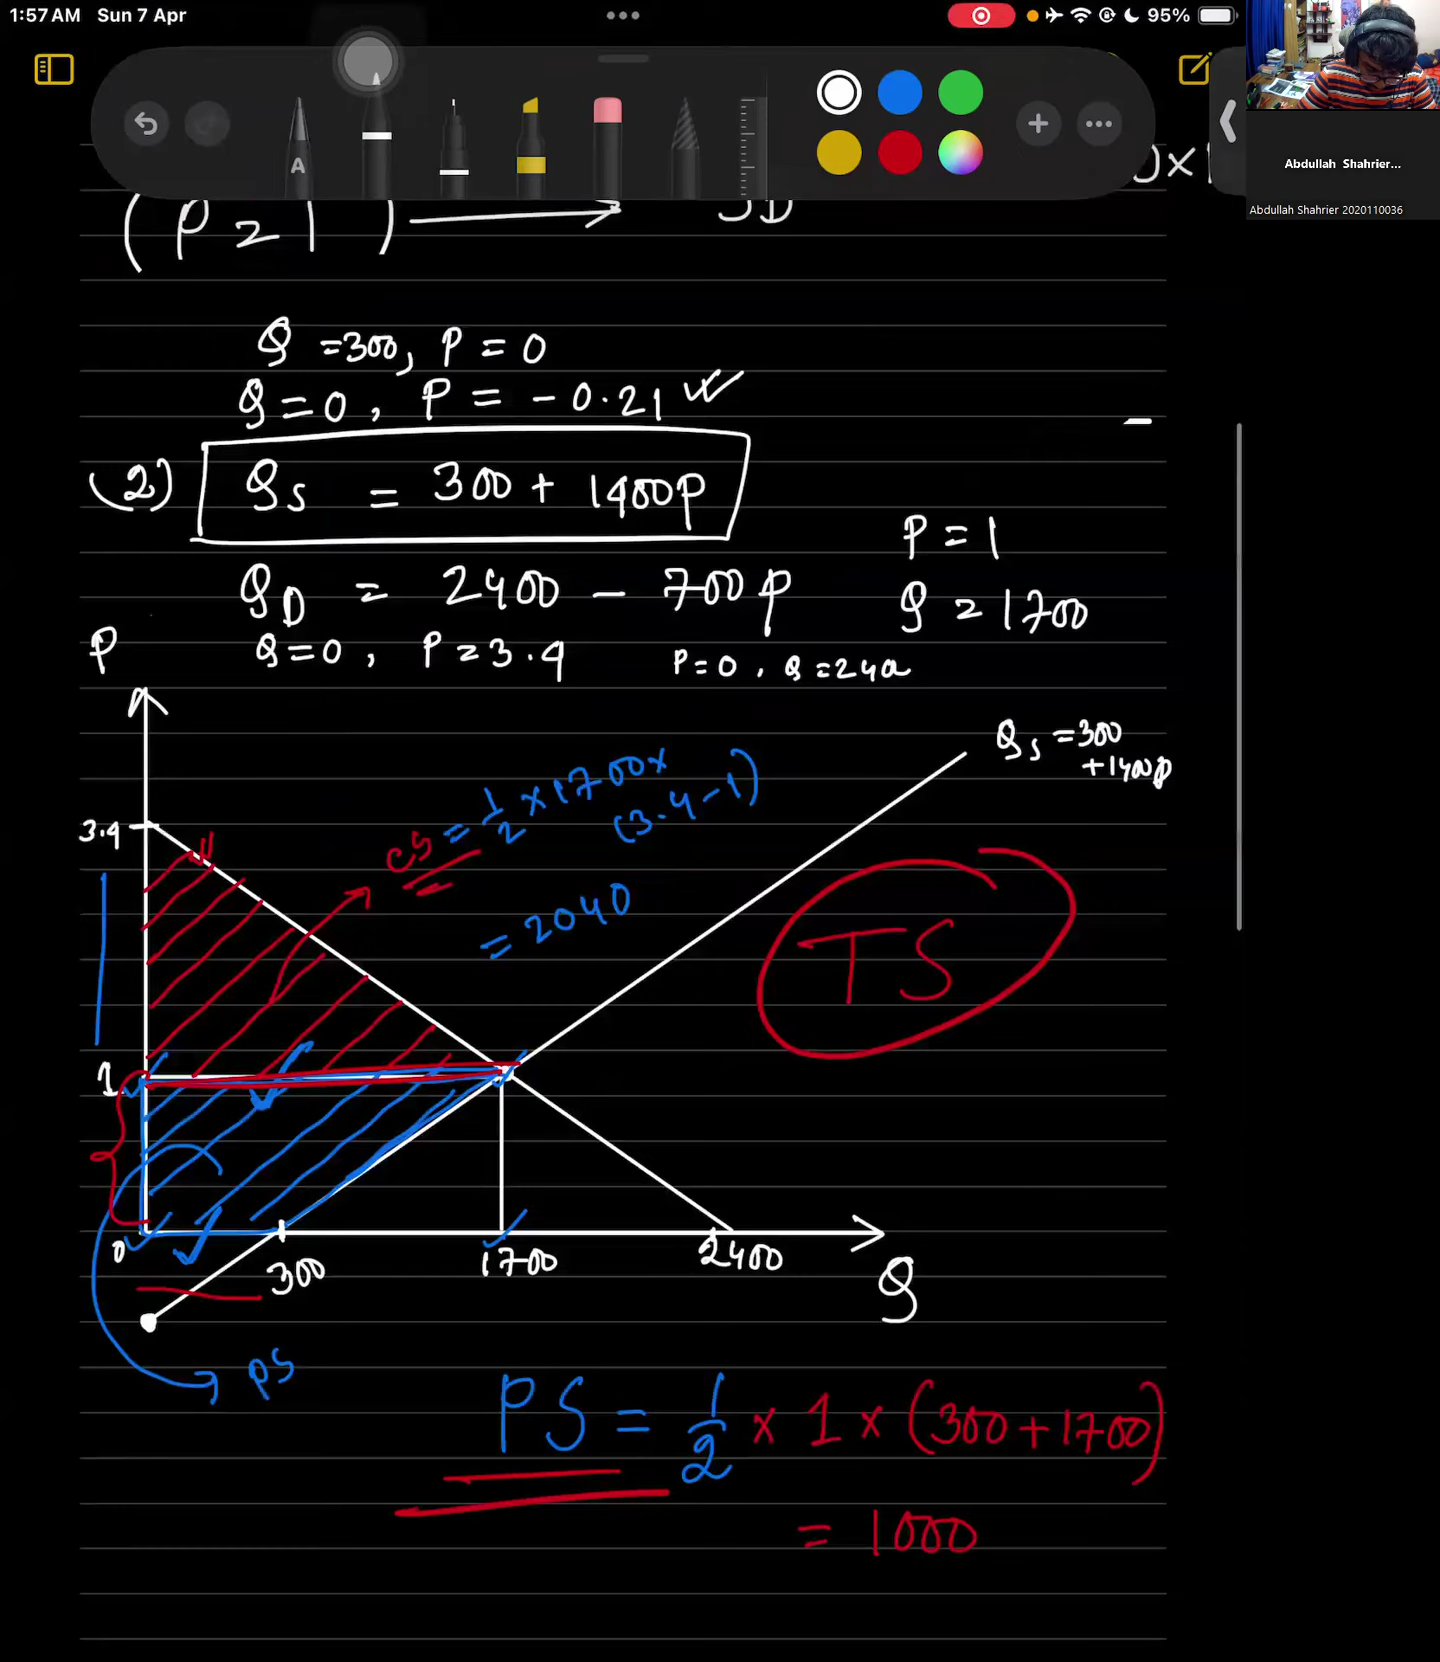 1:57 AM Sun 7 Apr
95%
A
Abdullah Shahrier...
Abdullah Shahrier 2020110036
(P = 1)
Q = 300, P = 0
Q = 0, P = - 0.21
(2) Qs = 300 + 1400P
P = 1
QD = 2400 - 700P
Q = 1700
P
Q = 0, P = 3.4
P = 0, Q = 2400
Qs = 300
+1400P
CS = 1/2 × 1700 ×
(3.4 - 1)
3.4
= 2040
TS
1
0
300
1700
2400
Q
PS
PS = 1/2 × 1 × (300 + 1700)
= 1000